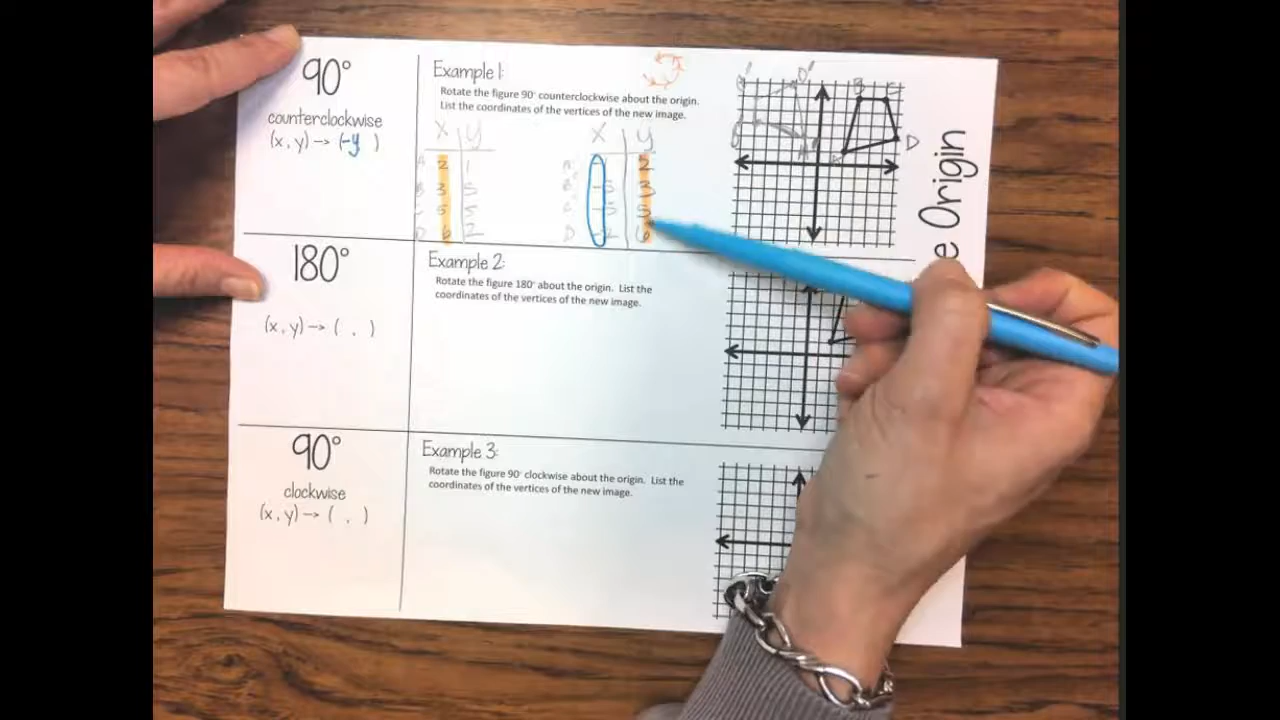 90°
counterclockwise
(x, y) → (-y )
Example 1:
Rotate the figure 90° counterclockwise about the origin.
List the coordinates of the vertices of the new image.
X Y
A 2 1
B 3 5
C 5 5
D 6 2
X Y
A' 2
B' -5 3
C' -5 5
D -2 6
D'
B C
D
A'
180°
(x, y) → ( , )
Example 2:
Rotate the figure 180° about the origin. List the
coordinates of the vertices of the new image.
90°
clockwise
(x, y) → ( , )
Example 3:
Rotate the figure 90° clockwise about the origin. List the
coordinates of the vertices of the new image.
e Origin